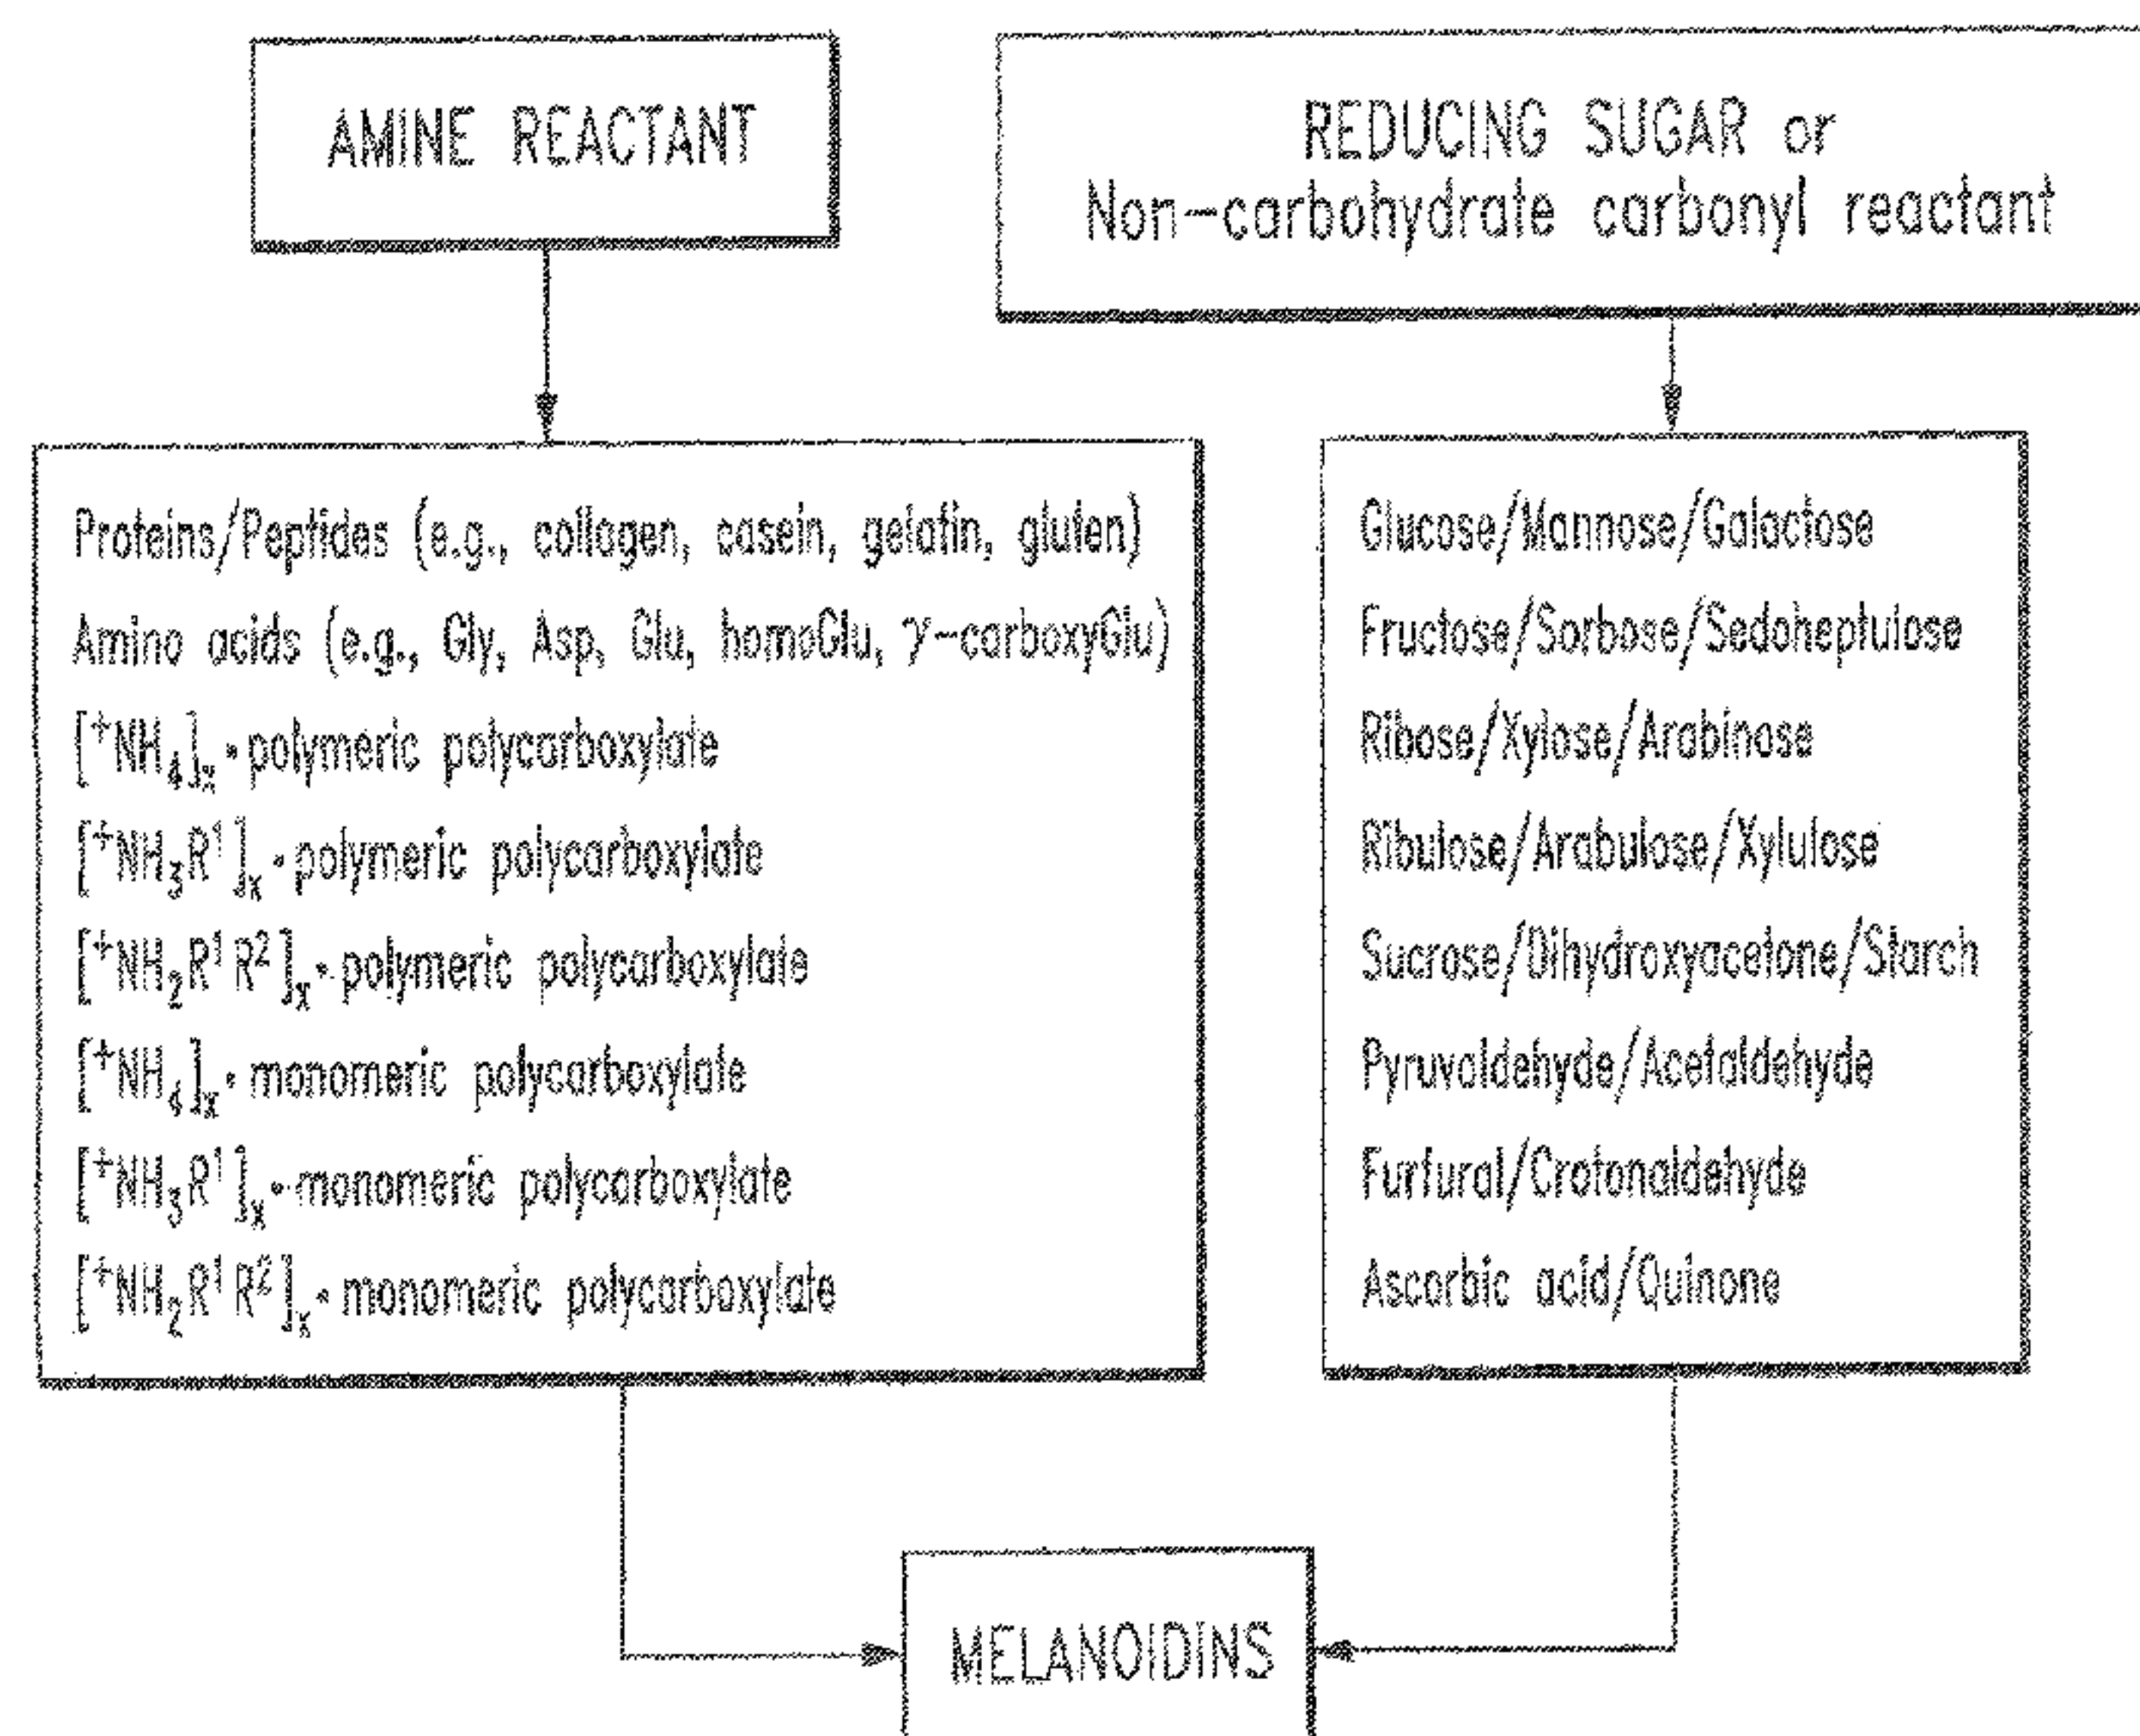 AMINE REACTANT
REDUCING SUGAR or
Non-carbohydrate carbonyl reactant
Proteins/Peptides (e.g., collagen, casein, gelatin, gluten)
Amino acids (e.g., Gly, Asp, Glu, homoGlu, γ-carboxyGlu)
[⁺NH₄]ₓ • polymeric polycarboxylate
[⁺NH₃R¹]ₓ • polymeric polycarboxylate
[⁺NH₂R¹R²]ₓ • polymeric polycarboxylate
[⁺NH₄]ₓ • monomeric polycarboxylate
[⁺NH₃R¹]ₓ • monomeric polycarboxylate
[⁺NH₂R¹R²]ₓ • monomeric polycarboxylate
Glucose/Mannose/Galactose
Fructose/Sorbose/Sedoheptulose
Ribose/Xylose/Arabinose
Ribulose/Arabulose/Xylulose
Sucrose/Dihydroxyacetone/Starch
Pyruvaldehyde/Acetaldehyde
Furfural/Crotonaldehyde
Ascorbic acid/Quinone
MELANOIDINS